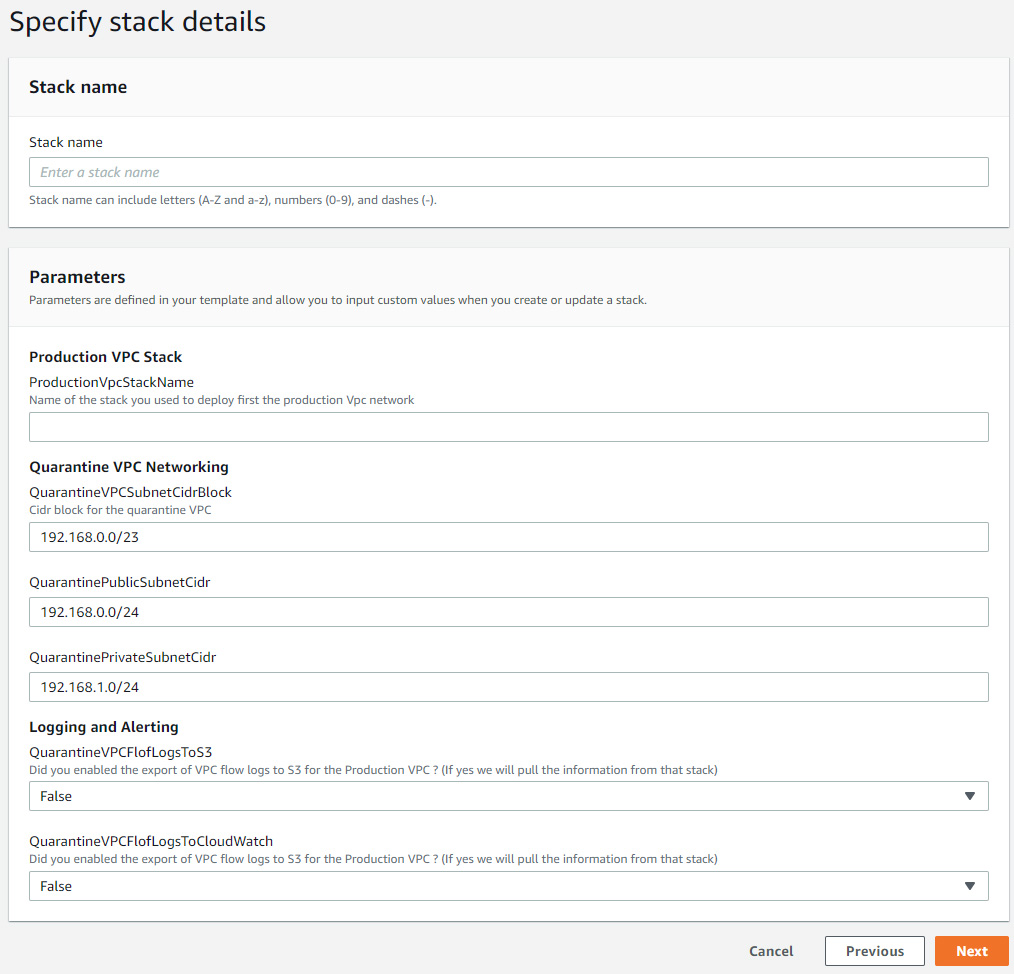 Specify stack details
Stack name
Stack name
Enter a stack name
Stack name can include letters (A-Z and a-z), numbers (0-9), and dashes (-).
Parameters
Parameters are defined in your template and allow you to input custom values when you create or update a stack.
Production VPC Stack
ProductionVpcStackName
Name of the stack you used to deploy first the production Vpc network
Quarantine VPC Networking
QuarantineVPCSubnetCidrBlock
Cidr block for the quarantine VPC
192.168.0.0/23
QuarantinePublicSubnetCidr
192.168.0.0/24
QuarantinePrivateSubnetCidr
192.168.1.0/24
Logging and Alerting
QuarantineVPCFlofLogsToS3
Did you enabled the export of VPC flow logs to S3 for the Production VPC ? (If yes we will pull the information from that stack)
False
QuarantineVPCFlofLogsToCloudWatch
Did you enabled the export of VPC flow logs to S3 for the Production VPC ? (If yes we will pull the information from that stack)
False
Cancel Previous Next